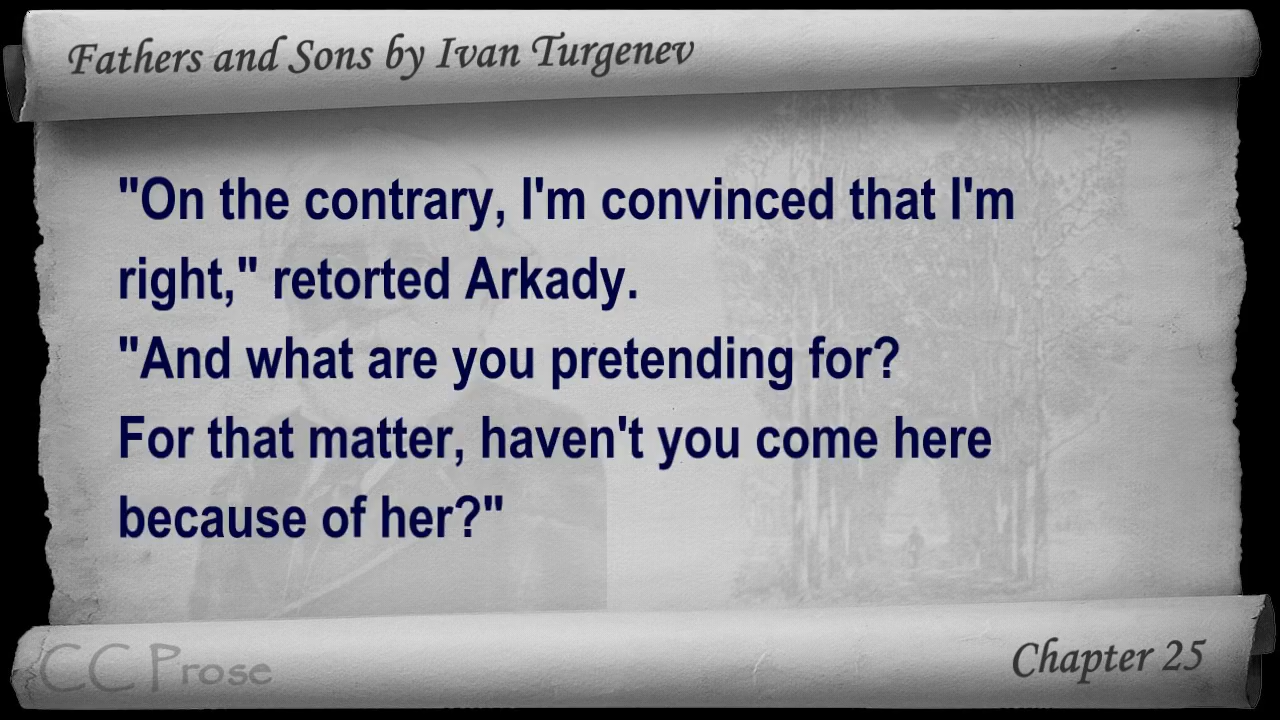 Fathers and Sons by Ivan Turgenev
"On the contrary, I'm convinced that I'm
right," retorted Arkady.
"And what are you pretending for?
For that matter, haven't you come here
because of her?"
CC Prose
Chapter 25